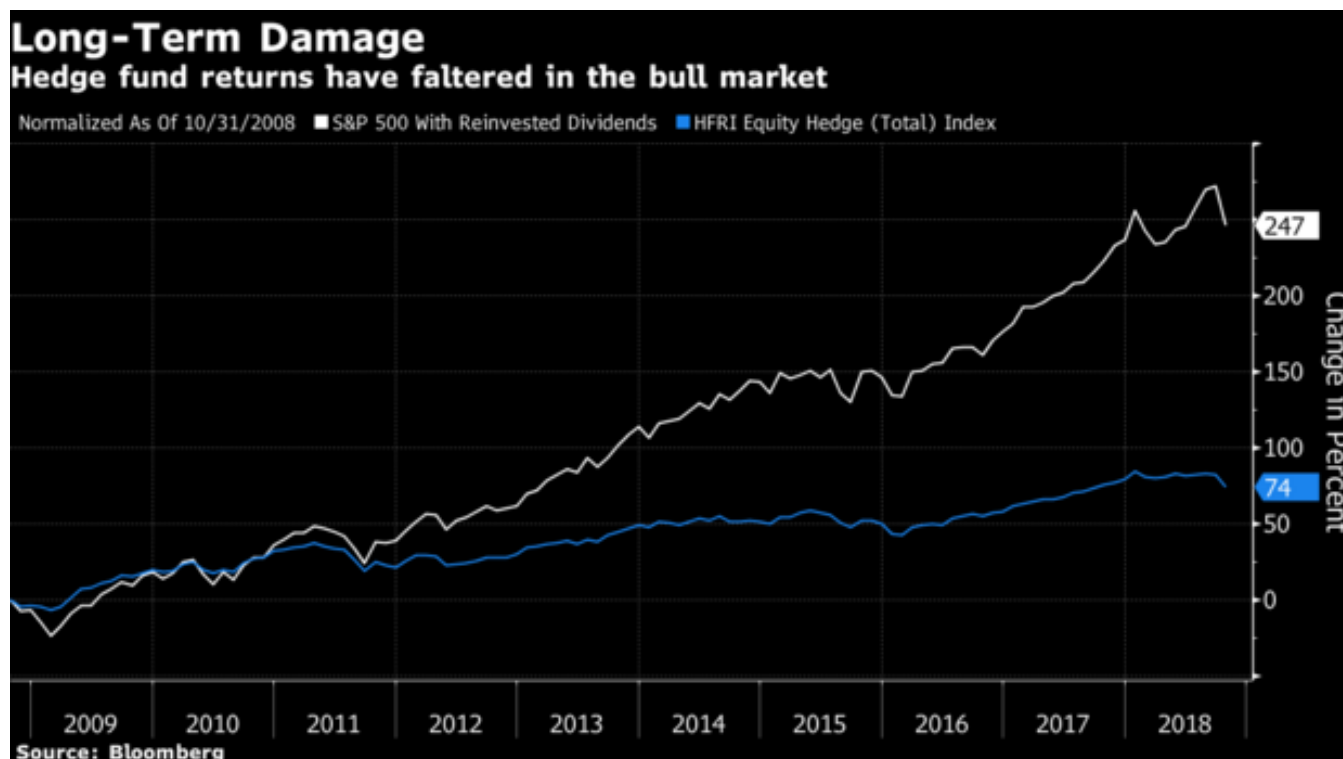 Long-Term Damage
Hedge fund returns have faltered in the bull market
Normalized As Of 10/31/2008 S&P 500 With Reinvested Dividends HFRI Equity Hedge (Total) Index
247
200
150
100
74
50
0
Change in Percent
2009 2010 2011 2012 2013 2014 2015 2016 2017 2018
Source: Bloomberg